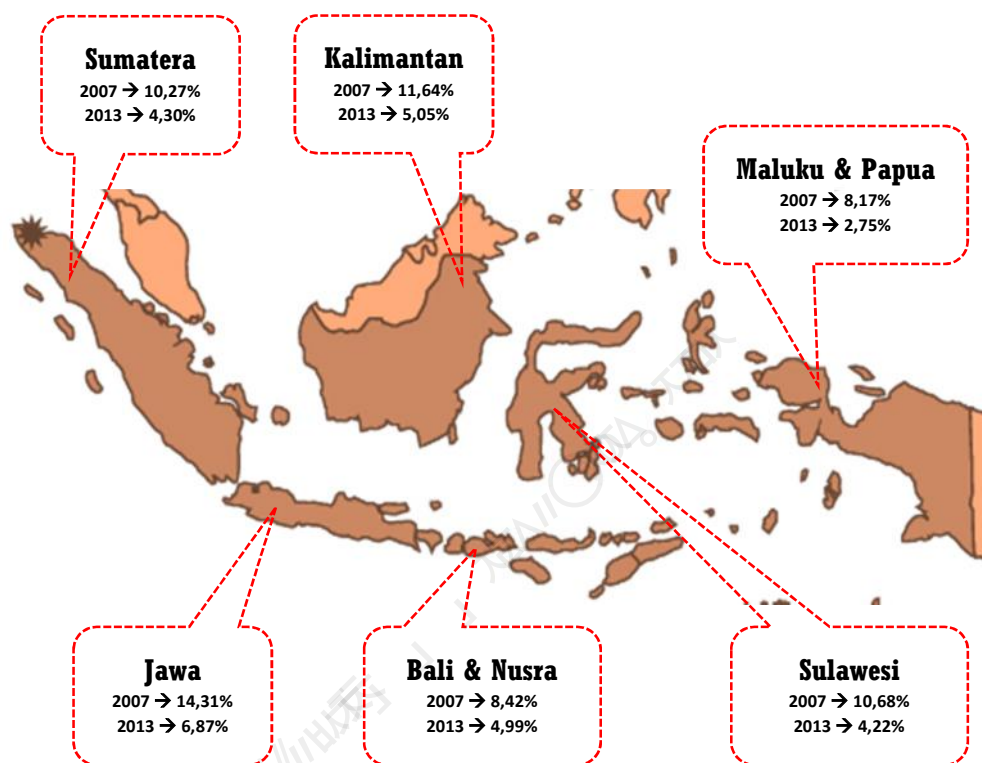 Sumatera
2007 → 10,27%
2013 → 4,30%
Kalimantan
2007 → 11,64%
2013 → 5,05%
Maluku & Papua
2007 → 8,17%
2013 → 2,75%
Jawa
2007 → 14,31%
2013 → 6,87%
Bali & Nusra
2007 → 8,42%
2013 → 4,99%
Sulawesi
2007 → 10,68%
2013 → 4,22%